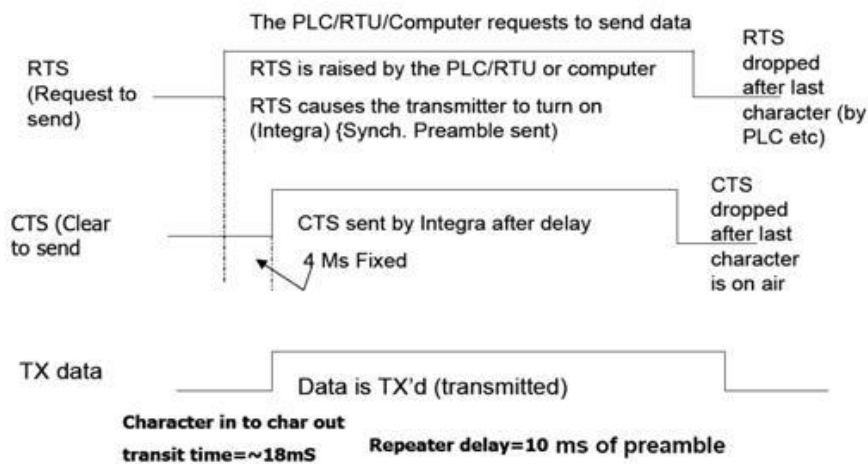 The PLC/RTU/Computer requests to send data
RTS
(Request to
send)
RTS is raised by the PLC/RTU or computer
RTS causes the transmitter to turn on
(Integra) {Synch. Preamble sent)
RTS
dropped
after last
character (by
PLC etc)
CTS (Clear
to send
CTS sent by Integra after delay
4 Ms Fixed
CTS
dropped
after last
character
is on air
TX data
Data is TX'd (transmitted)
Character in to char out
transit time=~18mS
Repeater delay=10 ms of preamble